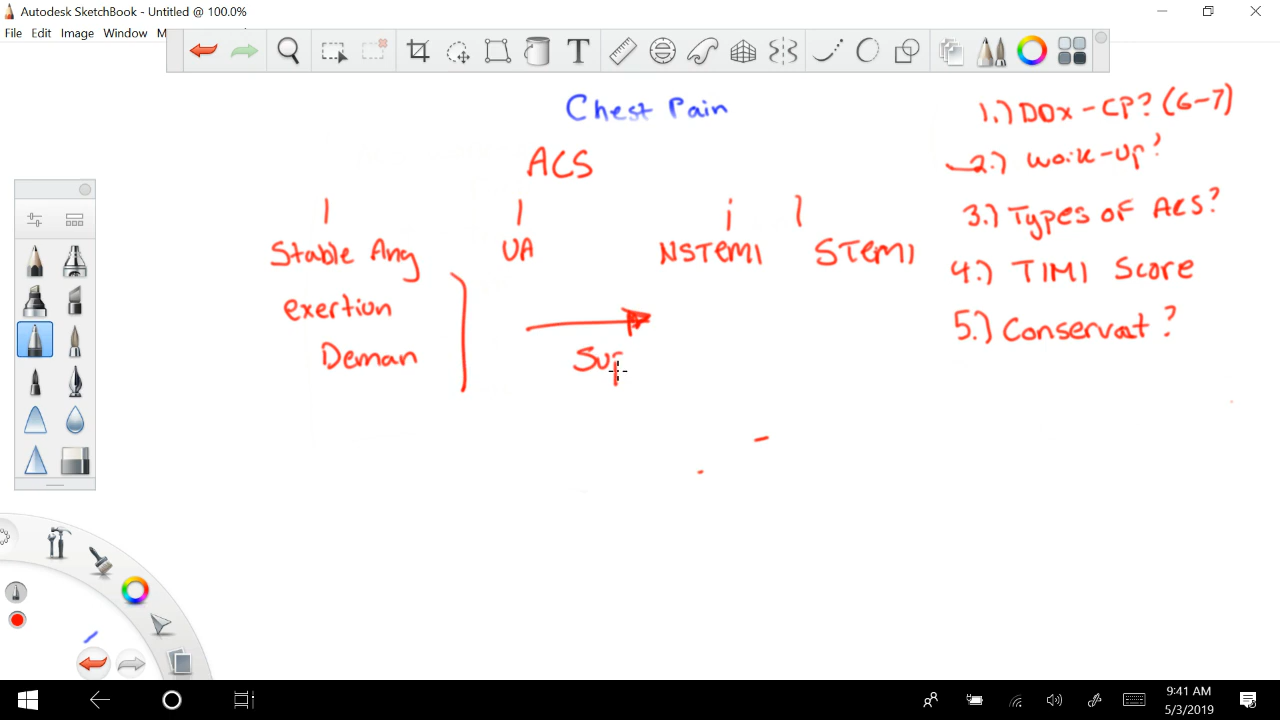 Autodesk SketchBook - Untitled @ 100.0%
File Edit Image Window M
Chest Pain
ACS
Stable Ang UA NSTEMI STEMI
exertion
Deman
Sup
1.) DDx - CP? (6-7)
2.) Work-up?
3.) Types of ACS?
4.) TIMI Score
5.) Conservat?
9:41 AM
5/3/2019